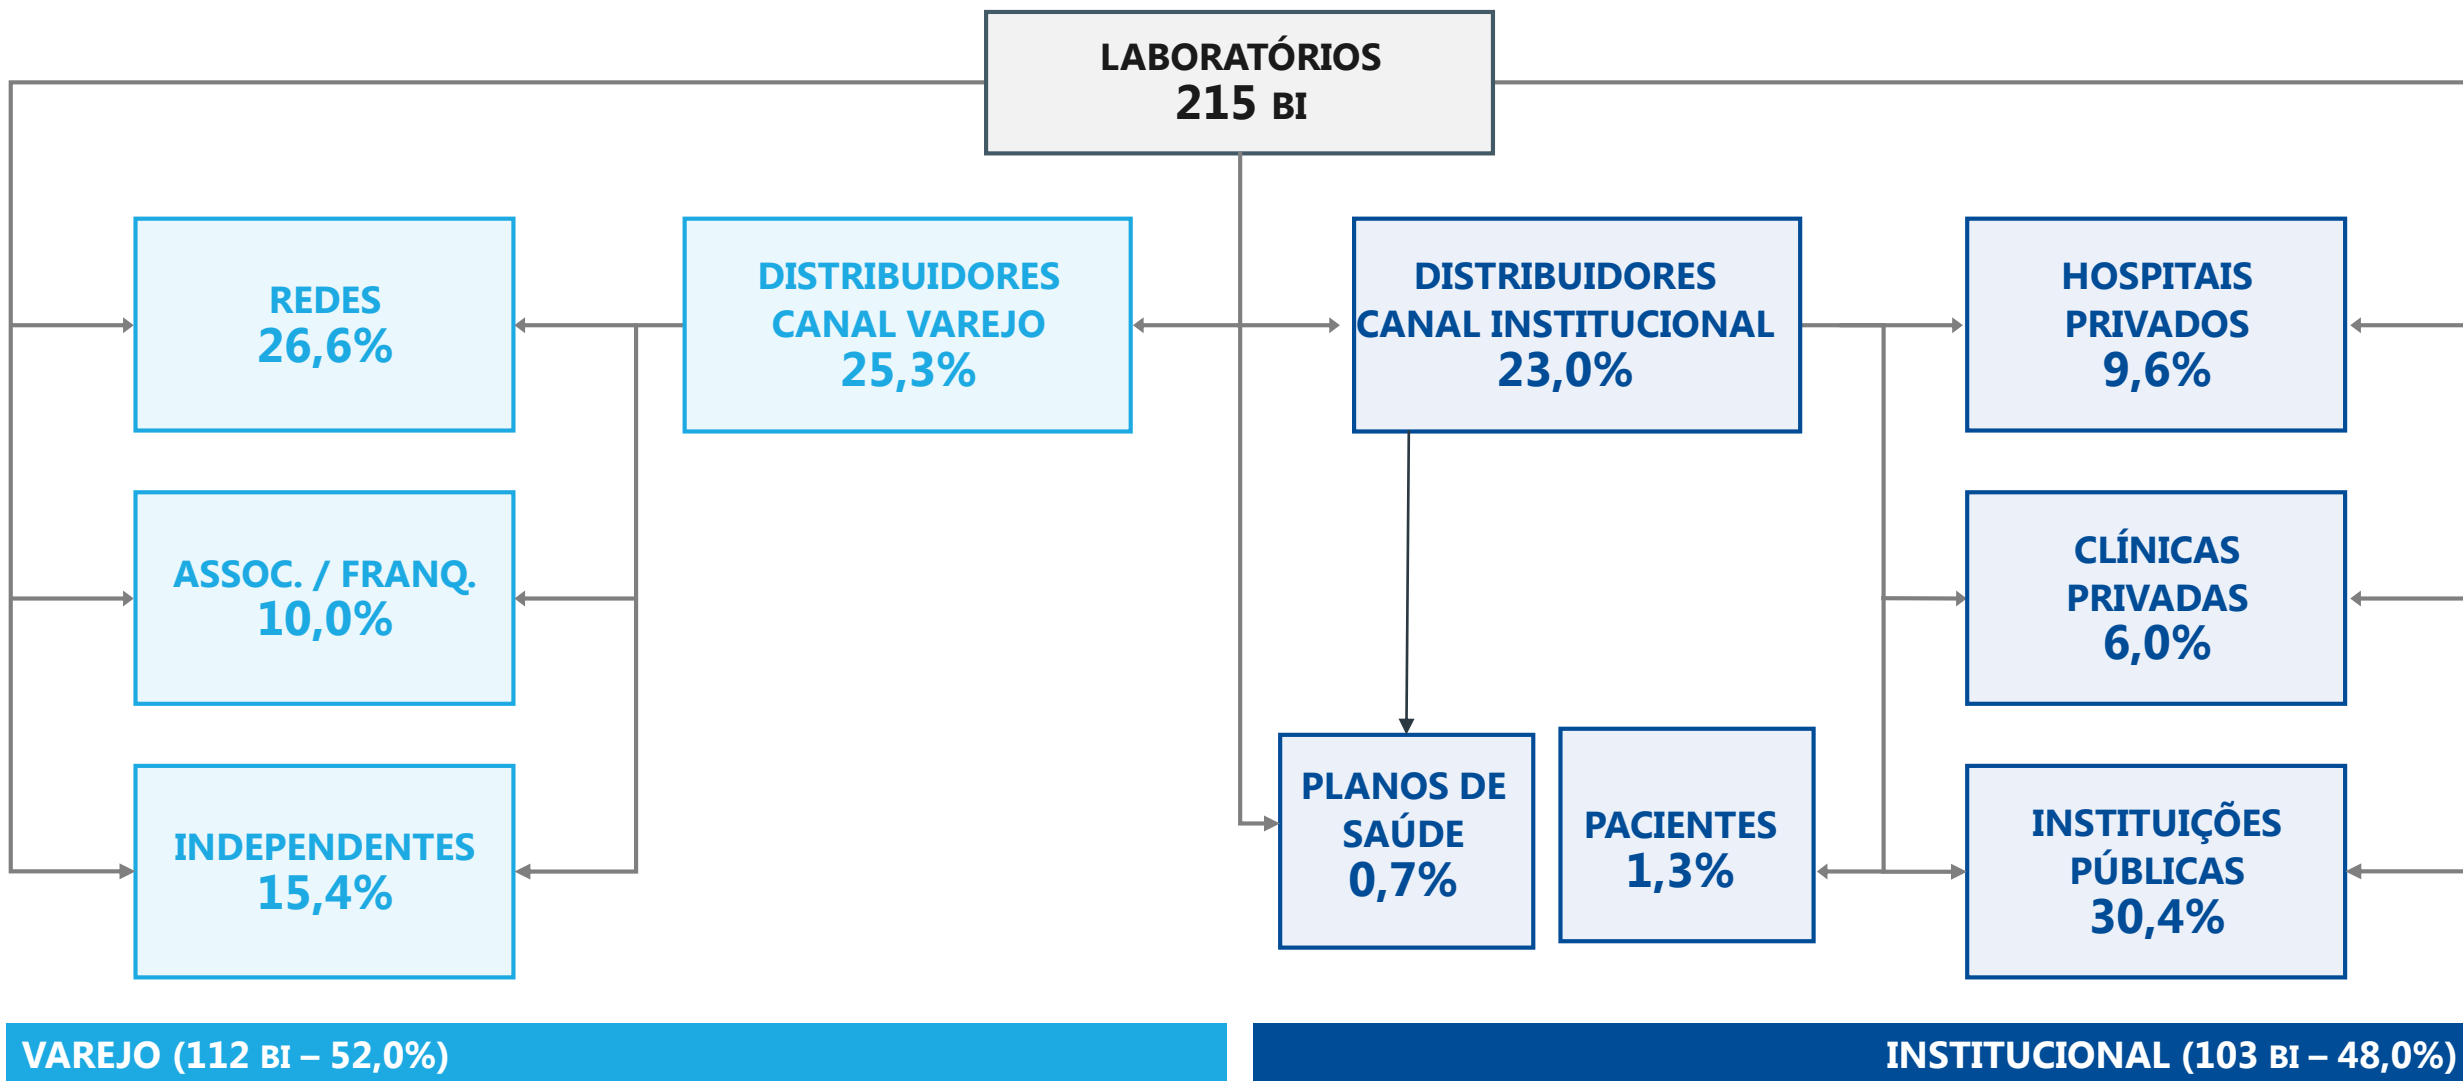 LABORATÓRIOS
215 BI
REDES
26,6%
DISTRIBUIDORES
CANAL VAREJO
25,3%
DISTRIBUIDORES
CANAL INSTITUCIONAL
23,0%
HOSPITAIS
PRIVADOS
9,6%
ASSOC. / FRANQ.
10,0%
CLÍNICAS
PRIVADAS
6,0%
INDEPENDENTES
15,4%
PLANOS DE
SAÚDE
0,7%
PACIENTES
1,3%
INSTITUIÇÕES
PÚBLICAS
30,4%
VAREJO (112 BI – 52,0%)
INSTITUCIONAL (103 BI – 48,0%)